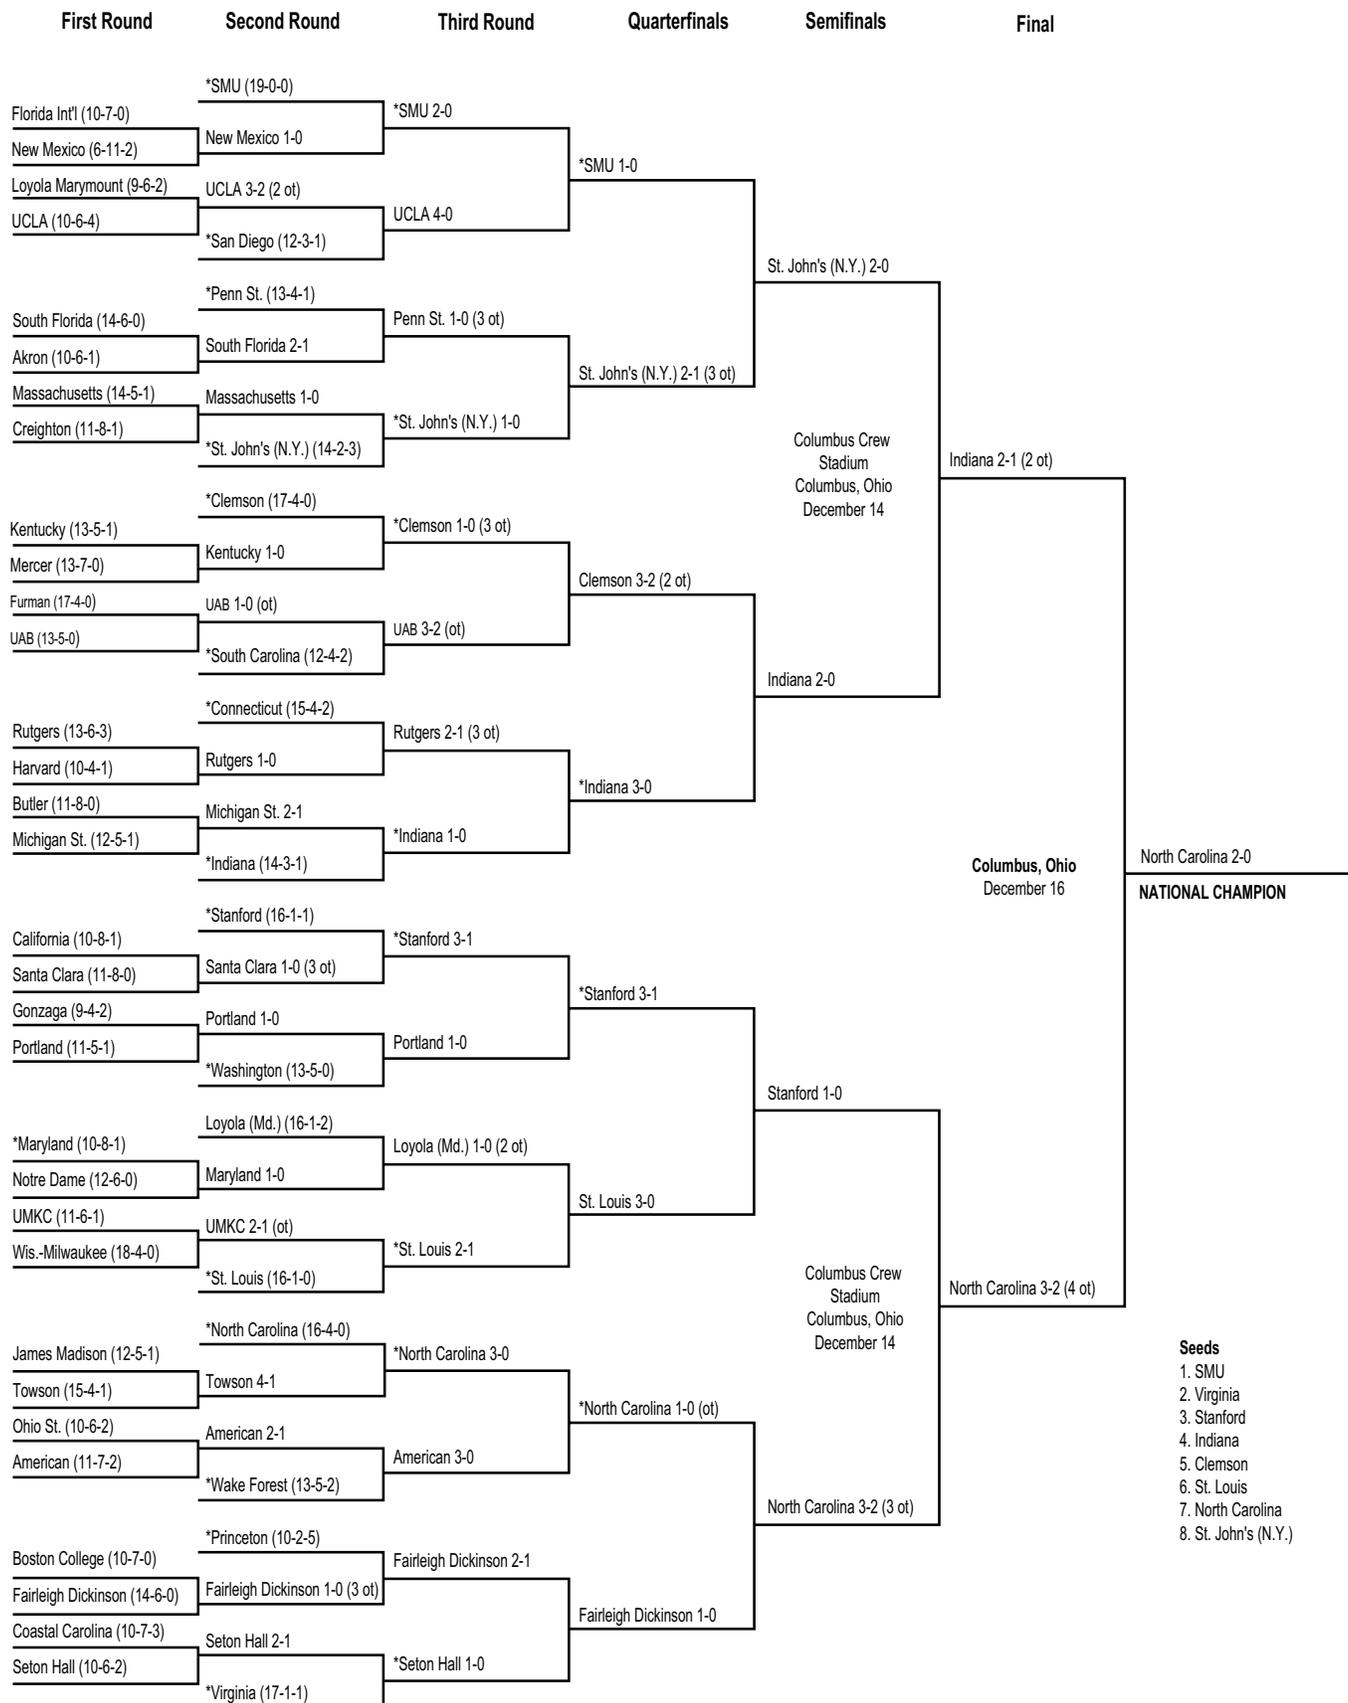 First Round
Second Round
Third Round
Quarterfinals
Semifinals
Final
Florida Int'l (10-7-0)
New Mexico (6-11-2)
Loyola Marymount (9-6-2)
UCLA (10-6-4)
South Florida (14-6-0)
Akron (10-6-1)
Massachusetts (14-5-1)
Creighton (11-8-1)
Kentucky (13-5-1)
Mercer (13-7-0)
Furman (17-4-0)
UAB (13-5-0)
Rutgers (13-6-3)
Harvard (10-4-1)
Butler (11-8-0)
Michigan St. (12-5-1)
California (10-8-1)
Santa Clara (11-8-0)
Gonzaga (9-4-2)
Portland (11-5-1)
*Maryland (10-8-1)
Notre Dame (12-6-0)
UMKC (11-6-1)
Wis.-Milwaukee (18-4-0)
James Madison (12-5-1)
Towson (15-4-1)
Ohio St. (10-6-2)
American (11-7-2)
Boston College (10-7-0)
Fairleigh Dickinson (14-6-0)
Coastal Carolina (10-7-3)
Seton Hall (10-6-2)
*SMU (19-0-0)
New Mexico 1-0
UCLA 3-2 (2 ot)
*San Diego (12-3-1)
*Penn St. (13-4-1)
South Florida 2-1
Massachusetts 1-0
*St. John's (N.Y.) (14-2-3)
*Clemson (17-4-0)
Kentucky 1-0
UAB 1-0 (ot)
*South Carolina (12-4-2)
*Connecticut (15-4-2)
Rutgers 1-0
Michigan St. 2-1
*Indiana (14-3-1)
*Stanford (16-1-1)
Santa Clara 1-0 (3 ot)
Portland 1-0
*Washington (13-5-0)
Loyola (Md.) (16-1-2)
Maryland 1-0
UMKC 2-1 (ot)
*St. Louis (16-1-0)
*North Carolina (16-4-0)
Towson 4-1
American 2-1
*Wake Forest (13-5-2)
*Princeton (10-2-5)
Fairleigh Dickinson 1-0 (3 ot)
Seton Hall 2-1
*Virginia (17-1-1)
*SMU 2-0
UCLA 4-0
Penn St. 1-0 (3 ot)
*St. John's (N.Y.) 1-0
*Clemson 1-0 (3 ot)
UAB 3-2 (ot)
Rutgers 2-1 (3 ot)
*Indiana 1-0
*Stanford 3-1
Portland 1-0
Loyola (Md.) 1-0 (2 ot)
*St. Louis 2-1
*North Carolina 3-0
American 3-0
Fairleigh Dickinson 2-1
*Seton Hall 1-0
*SMU 1-0
St. John's (N.Y.) 2-1 (3 ot)
Clemson 3-2 (2 ot)
*Indiana 3-0
*Stanford 3-1
St. Louis 3-0
*North Carolina 1-0 (ot)
Fairleigh Dickinson 1-0
St. John's (N.Y.) 2-0
Columbus Crew
Stadium
Columbus, Ohio
December 14
Indiana 2-0
Stanford 1-0
Columbus Crew
Stadium
Columbus, Ohio
December 14
North Carolina 3-2 (3 ot)
Indiana 2-1 (2 ot)
Columbus, Ohio
December 16
North Carolina 3-2 (4 ot)
North Carolina 2-0
NATIONAL CHAMPION
Seeds
1. SMU
2. Virginia
3. Stanford
4. Indiana
5. Clemson
6. St. Louis
7. North Carolina
8. St. John's (N.Y.)